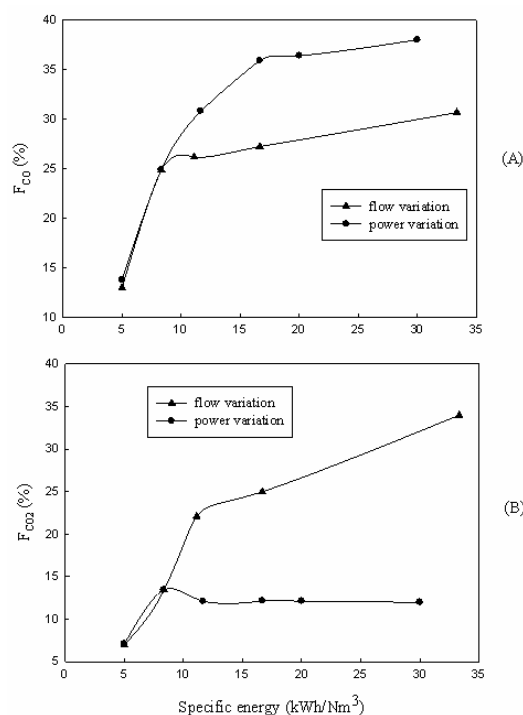 40
35
30
25
20
15
10
F_CO (%)
flow variation
power variation
(A)
0 5 10 15 20 25 30 35
40
35
30
25
20
15
10
5
F_CO2 (%)
flow variation
power variation
(B)
0 5 10 15 20 25 30 35
Specific energy (kWh/Nm³)